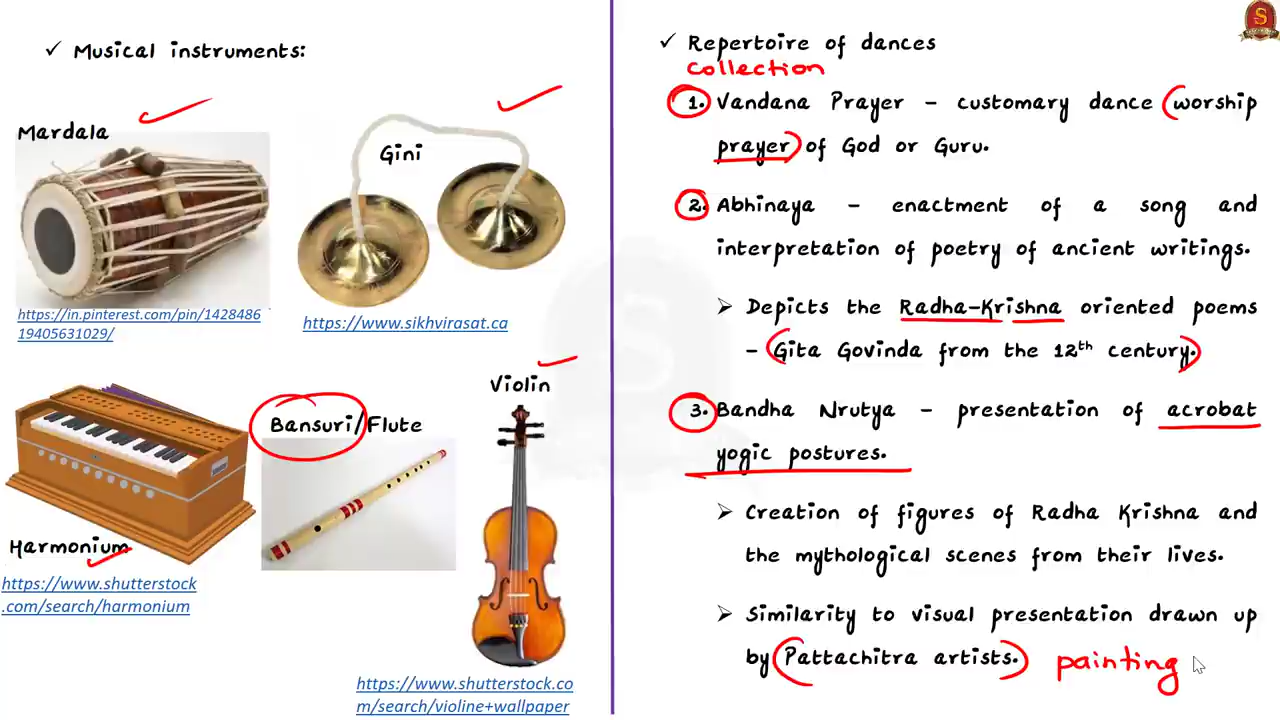 ✓ Musical instruments:
Mardala
Gini
https://in.pinterest.com/pin/1428486
19405631029/
https://www.sikhvirasat.ca
Violin
Bansuri/Flute
Harmonium
https://www.shutterstock
.com/search/harmonium
https://www.shutterstock.co
m/search/violine+wallpaper
✓ Repertoire of dances
collection
1. Vandana Prayer – customary dance (worship
prayer) of God or Guru.
2. Abhinaya – enactment of a song and
interpretation of poetry of ancient writings.
➢ Depicts the Radha-Krishna oriented poems
– Gita Govinda from the 12th century.
3. Bandha Nrutya – presentation of acrobat
yogic postures.
➢ Creation of figures of Radha Krishna and
the mythological scenes from their lives.
➢ Similarity to visual presentation drawn up
by Pattachitra artists. painting
S